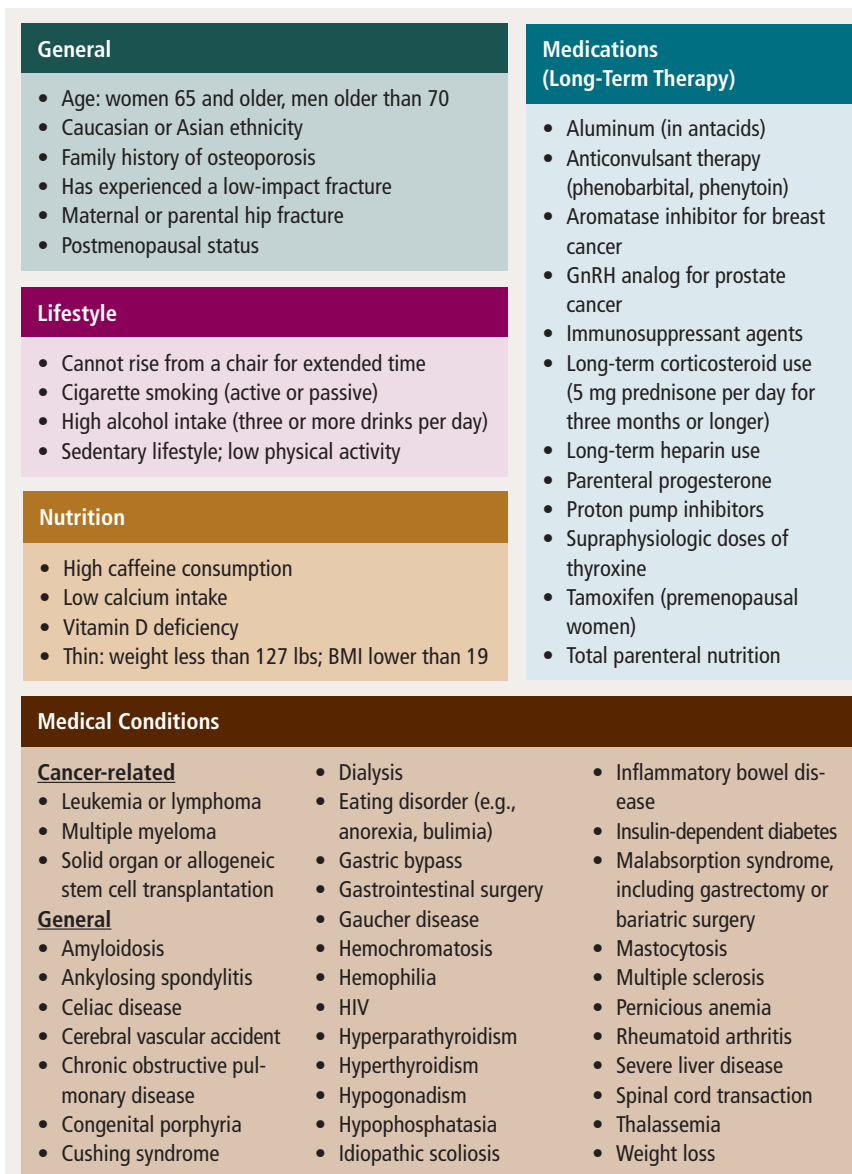 General
• Age: women 65 and older, men older than 70
• Caucasian or Asian ethnicity
• Family history of osteoporosis
• Has experienced a low-impact fracture
• Maternal or parental hip fracture
• Postmenopausal status
Lifestyle
• Cannot rise from a chair for extended time
• Cigarette smoking (active or passive)
• High alcohol intake (three or more drinks per day)
• Sedentary lifestyle; low physical activity
Nutrition
• High caffeine consumption
• Low calcium intake
• Vitamin D deficiency
• Thin: weight less than 127 lbs; BMI lower than 19
Medications
(Long-Term Therapy)
• Aluminum (in antacids)
• Anticonvulsant therapy
(phenobarbital, phenytoin)
• Aromatase inhibitor for breast
cancer
• GnRH analog for prostate
cancer
• Immunosuppressant agents
• Long-term corticosteroid use
(5 mg prednisone per day for
three months or longer)
• Long-term heparin use
• Parenteral progesterone
• Proton pump inhibitors
• Supraphysiologic doses of
thyroxine
• Tamoxifen (premenopausal
women)
• Total parenteral nutrition
Medical Conditions
Cancer-related
• Leukemia or lymphoma
• Multiple myeloma
• Solid organ or allogeneic
stem cell transplantation
General
• Amyloidosis
• Ankylosing spondylitis
• Celiac disease
• Cerebral vascular accident
• Chronic obstructive pul-
monary disease
• Congenital porphyria
• Cushing syndrome
• Dialysis
• Eating disorder (e.g.,
anorexia, bulimia)
• Gastric bypass
• Gastrointestinal surgery
• Gaucher disease
• Hemochromatosis
• Hemophilia
• HIV
• Hyperparathyroidism
• Hyperthyroidism
• Hypogonadism
• Hypophosphatasia
• Idiopathic scoliosis
• Inflammatory bowel dis-
ease
• Insulin-dependent diabetes
• Malabsorption syndrome,
including gastrectomy or
bariatric surgery
• Mastocytosis
• Multiple sclerosis
• Pernicious anemia
• Rheumatoid arthritis
• Severe liver disease
• Spinal cord transaction
• Thalassemia
• Weight loss